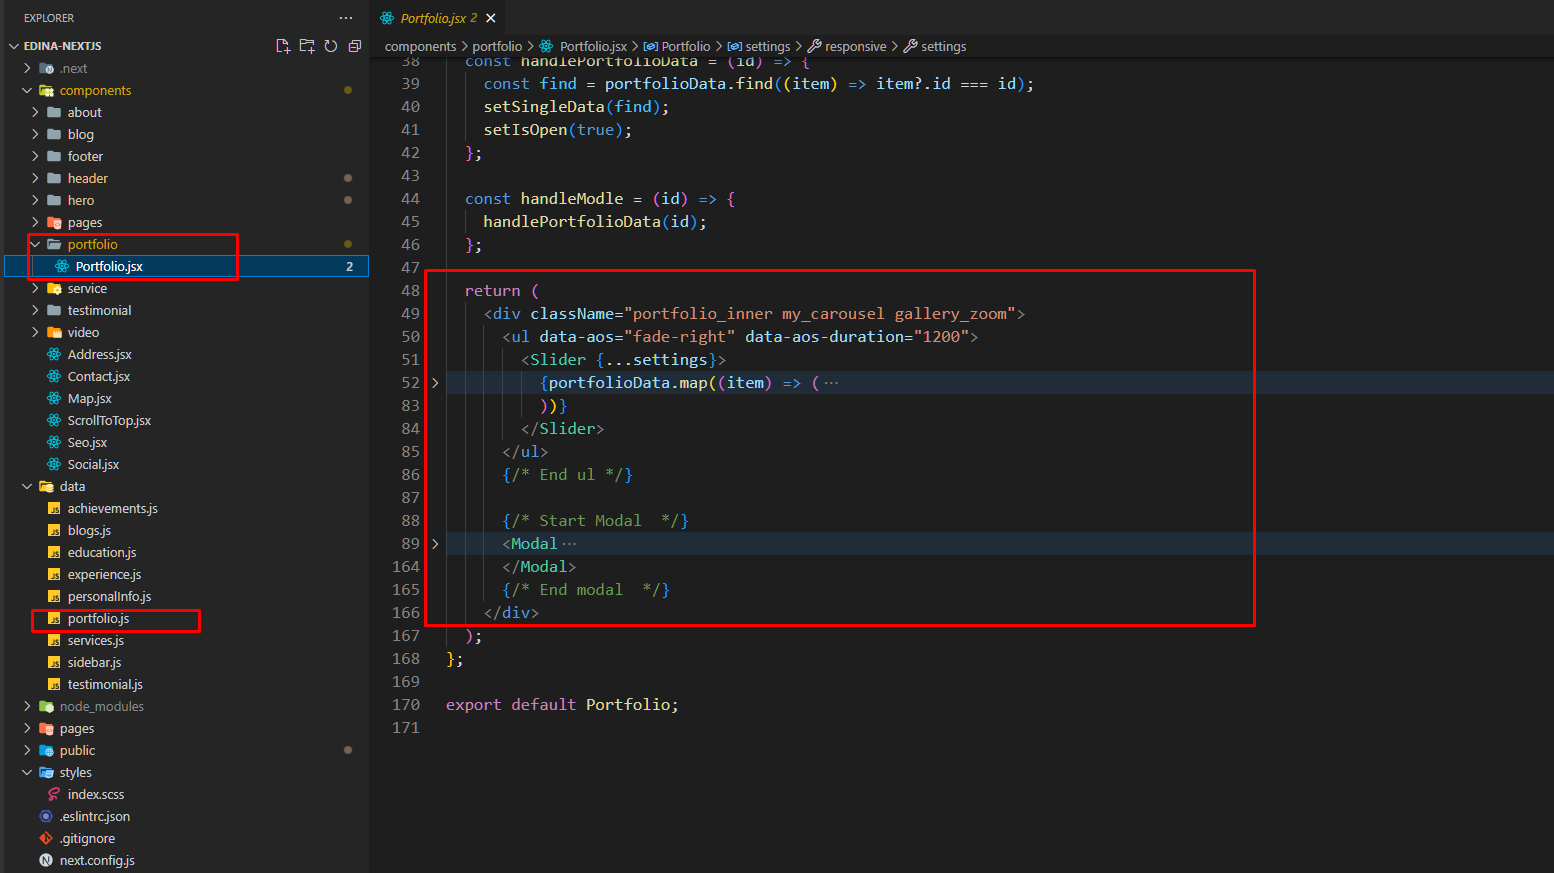 EXPLORER ···
EDINA-NEXTJS
.next
components
about
blog
footer
header
hero
pages
portfolio
Portfolio.jsx 2
service
testimonial
video
Address.jsx
Contact.jsx
Map.jsx
ScrollToTop.jsx
Seo.jsx
Social.jsx
data
achievements.js
blogs.js
education.js
experience.js
personalInfo.js
portfolio.js
services.js
sidebar.js
testimonial.js
node_modules
pages
public
styles
index.scss
.eslintrc.json
.gitignore
next.config.js
Portfolio.jsx 2
components > portfolio > Portfolio.jsx > Portfolio > settings > responsive > settings
38 const handlePortfolioData = (id) => {
39 const find = portfolioData.find((item) => item?.id === id);
40 setSingleData(find);
41 setIsOpen(true);
42 };
43
44 const handleModle = (id) => {
45 handlePortfolioData(id);
46 };
47
48 return (
49 <div className="portfolio_inner my_carousel gallery_zoom">
50 <ul data-aos="fade-right" data-aos-duration="1200">
51 <Slider {...settings}>
52 {portfolioData.map((item) => ( ···
83 ))}
84 </Slider>
85 </ul>
86 {/* End ul */}
87
88 {/* Start Modal  */}
89 <Modal ···
164 </Modal>
165 {/* End modal  */}
166 </div>
167 );
168 };
169
170 export default Portfolio;
171